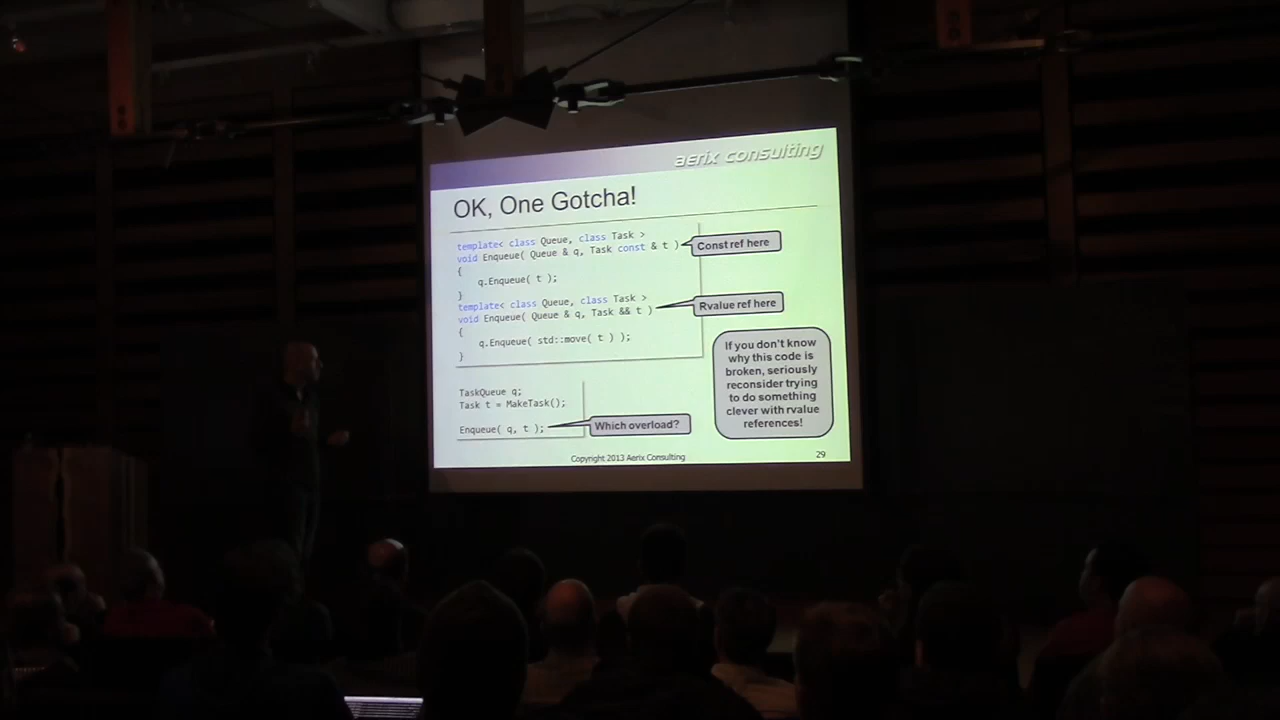 aerix consulting
OK, One Gotcha!
template< class Queue, class Task >
void Enqueue( Queue & q, Task const & t )
{
q.Enqueue( t );
}
Const ref here
template< class Queue, class Task >
void Enqueue( Queue & q, Task && t )
{
q.Enqueue( std::move( t ) );
}
Rvalue ref here
If you don't know
why this code is
broken, seriously
reconsider trying
to do something
clever with rvalue
references!
TaskQueue q;
Task t = MakeTask();
Enqueue( q, t );
Which overload?
Copyright 2013 Aerix Consulting
29